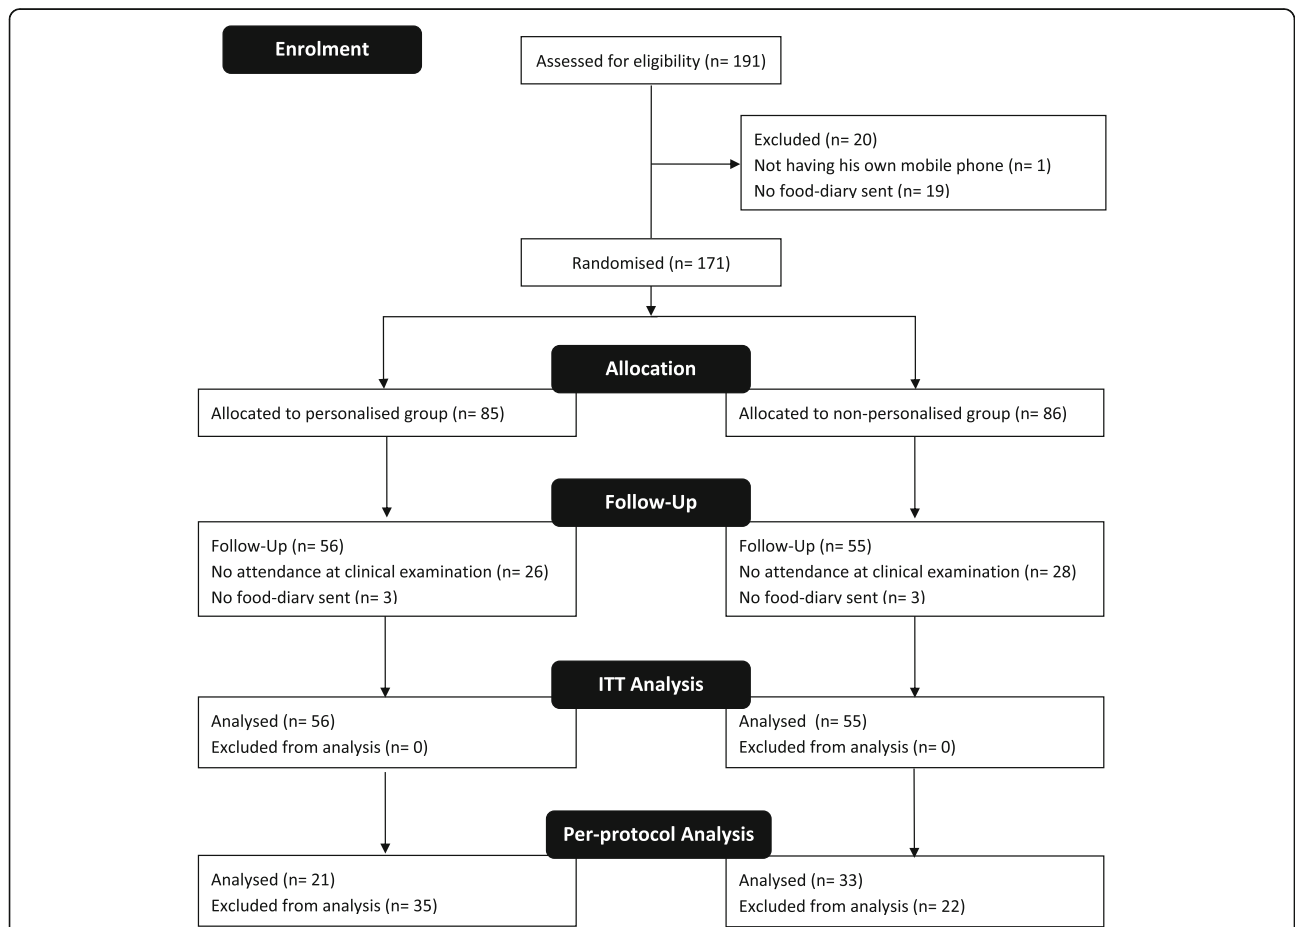 Enrolment
Assessed for eligibility (n= 191)
Excluded (n= 20)
Not having his own mobile phone (n= 1)
No food-diary sent (n= 19)
Randomised (n= 171)
Allocation
Allocated to personalised group (n= 85)
Allocated to non-personalised group (n= 86)
Follow-Up
Follow-Up (n= 56)
No attendance at clinical examination (n= 26)
No food-diary sent (n= 3)
Follow-Up (n= 55)
No attendance at clinical examination (n= 28)
No food-diary sent (n= 3)
ITT Analysis
Analysed (n= 56)
Excluded from analysis (n= 0)
Analysed (n= 55)
Excluded from analysis (n= 0)
Per-protocol Analysis
Analysed (n= 21)
Excluded from analysis (n= 35)
Analysed (n= 33)
Excluded from analysis (n= 22)